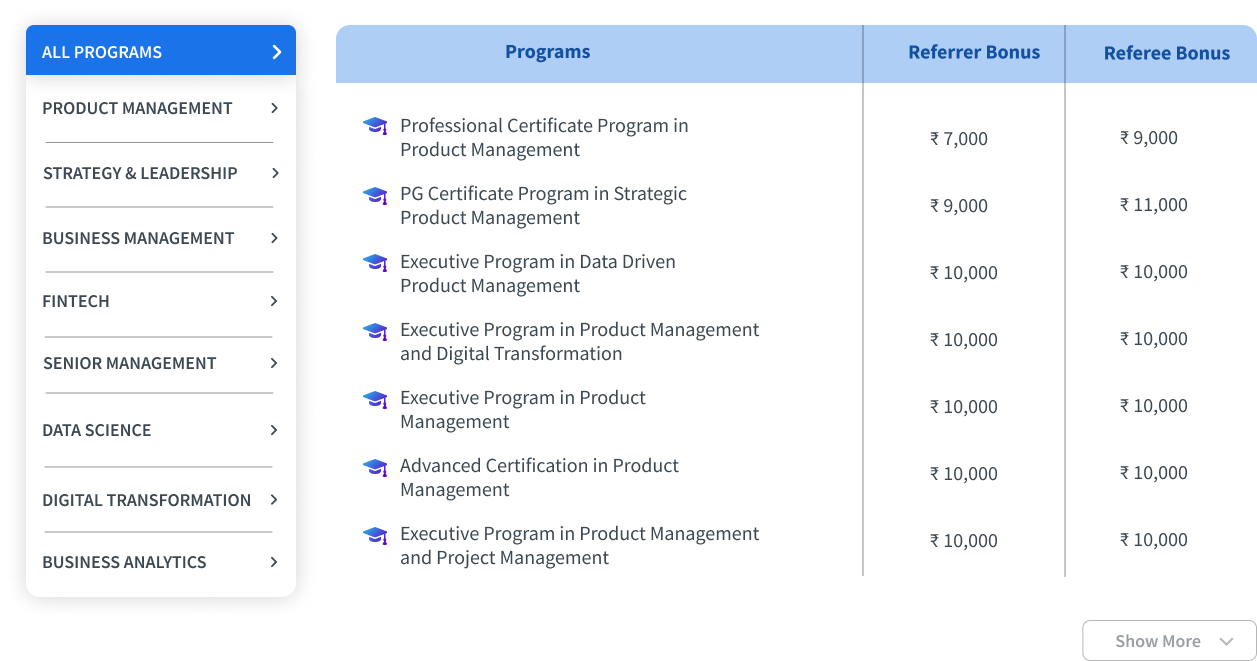 ALL PROGRAMS
PRODUCT MANAGEMENT
STRATEGY & LEADERSHIP
BUSINESS MANAGEMENT
FINTECH
SENIOR MANAGEMENT
DATA SCIENCE
DIGITAL TRANSFORMATION
BUSINESS ANALYTICS
Programs Referrer Bonus Referee Bonus
Professional Certificate Program in
Product Management
₹ 7,000 ₹ 9,000
PG Certificate Program in Strategic
Product Management
₹ 9,000 ₹ 11,000
Executive Program in Data Driven
Product Management
₹ 10,000 ₹ 10,000
Executive Program in Product Management
and Digital Transformation
₹ 10,000 ₹ 10,000
Executive Program in Product
Management
₹ 10,000 ₹ 10,000
Advanced Certification in Product
Management
₹ 10,000 ₹ 10,000
Executive Program in Product Management
and Project Management
₹ 10,000 ₹ 10,000
Show More